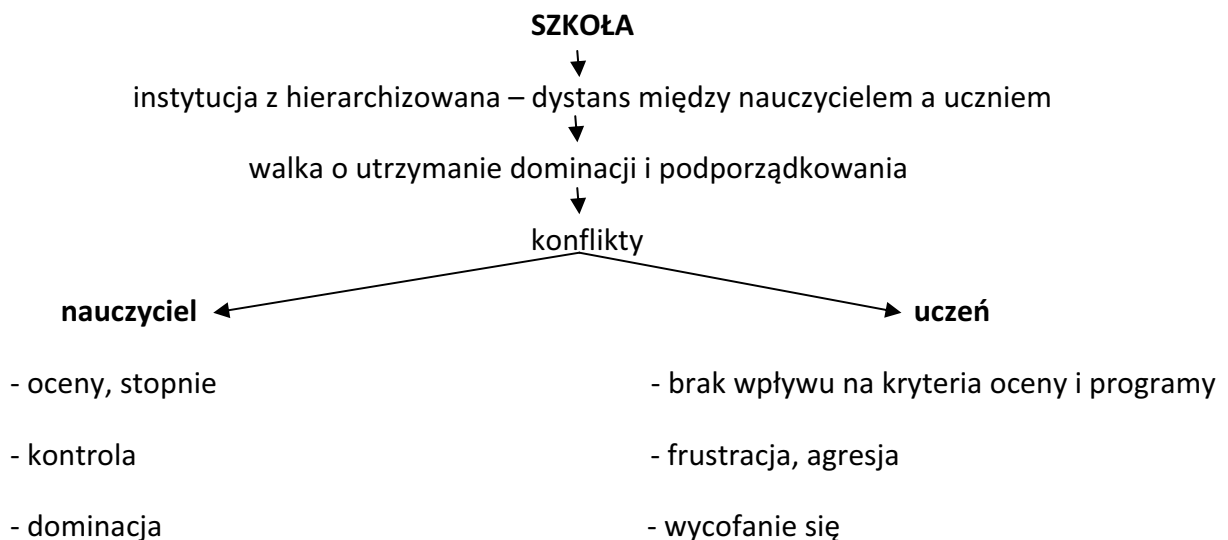 SZKOŁA
instytucja z hierarchizowana – dystans między nauczycielem a uczniem
walka o utrzymanie dominacji i podporządkowania
konflikty
nauczyciel uczeń
- oceny, stopnie - brak wpływu na kryteria oceny i programy
- kontrola - frustracja, agresja
- dominacja - wycofanie się